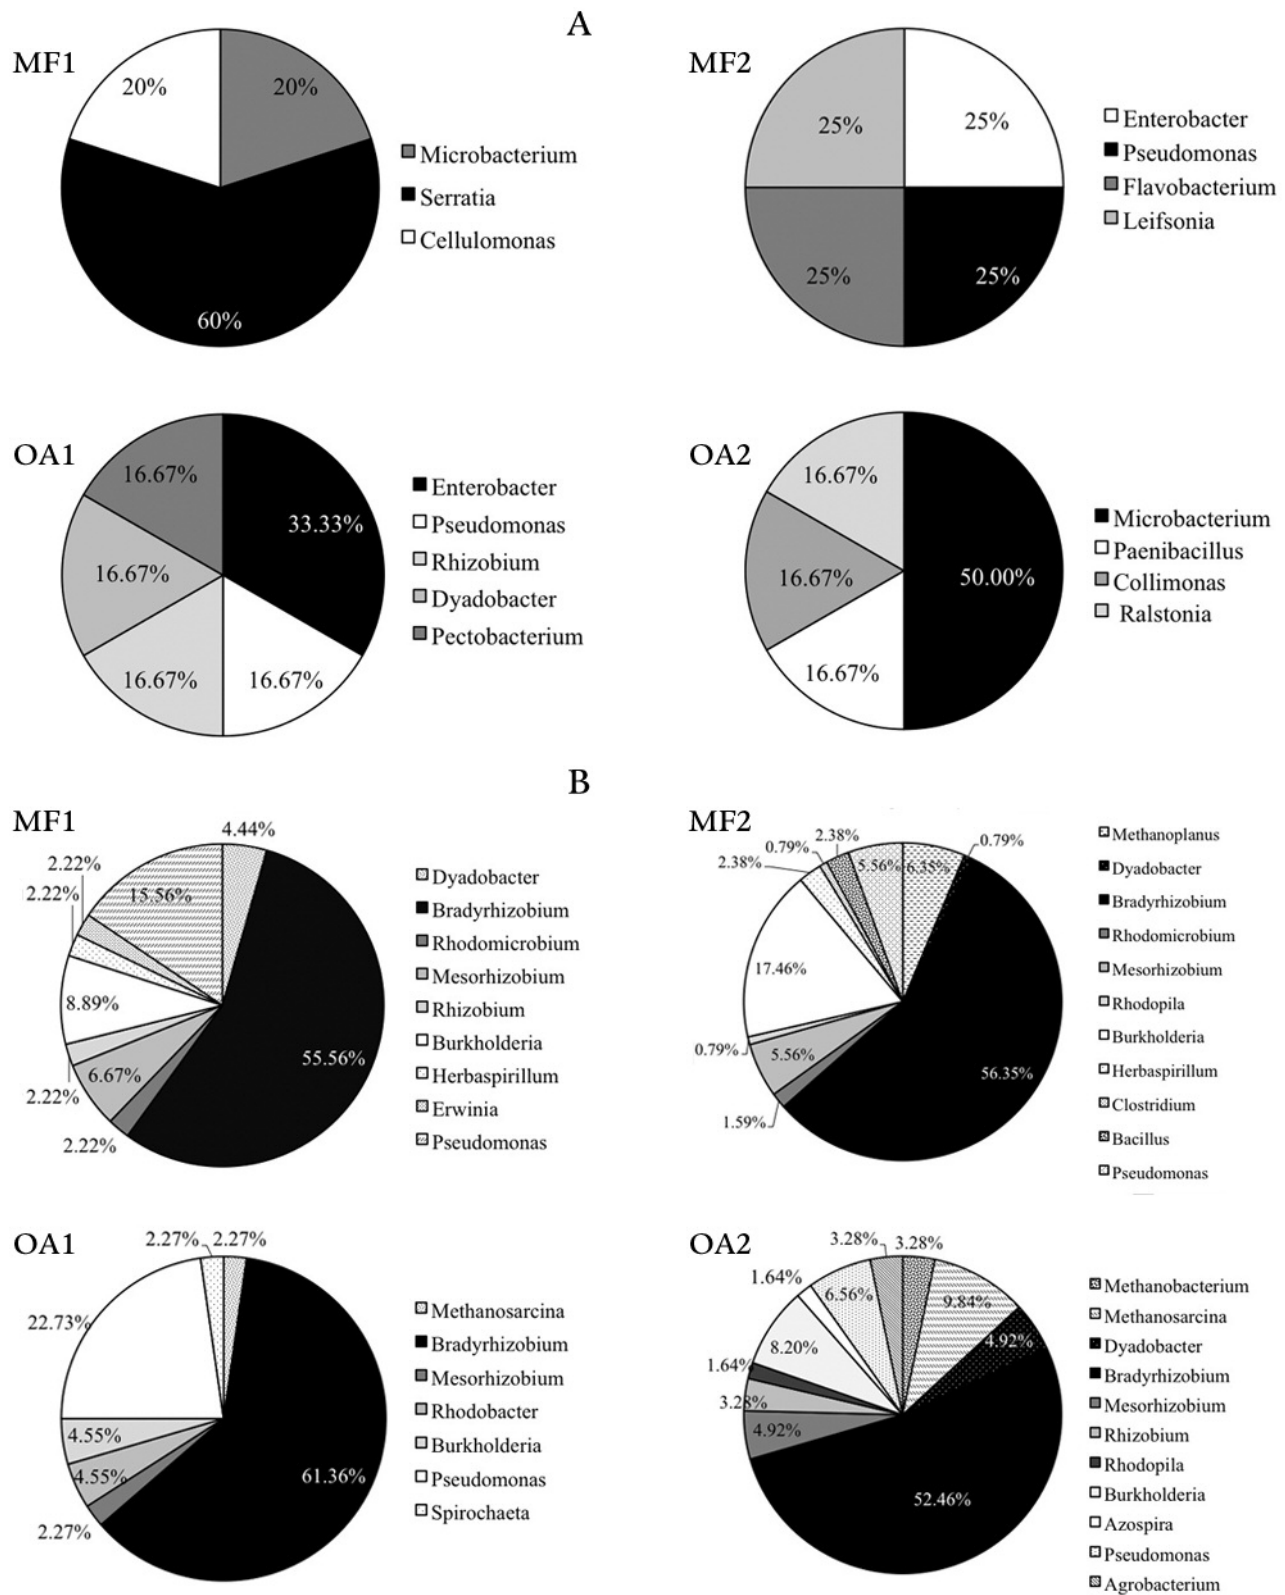 A
MF1
20%
20%
60%
Microbacterium
Serratia
Cellulomonas
MF2
25%
25%
25%
25%
Enterobacter
Pseudomonas
Flavobacterium
Leifsonia
OA1
16.67%
33.33%
16.67%
16.67%
16.67%
Enterobacter
Pseudomonas
Rhizobium
Dyadobacter
Pectobacterium
OA2
16.67%
16.67%
50.00%
16.67%
Microbacterium
Paenibacillus
Collimonas
Ralstonia
B
MF1
4.44%
2.22%
2.22%
15.56%
8.89%
55.56%
6.67%
2.22%
2.22%
Dyadobacter
Bradyrhizobium
Rhodomicrobium
Mesorhizobium
Rhizobium
Burkholderia
Herbaspirillum
Erwinia
Pseudomonas
MF2
2.38%
0.79%
0.79%
2.38%
5.56%
6.35%
17.46%
0.79%
5.56%
56.35%
1.59%
Methanoplanus
Dyadobacter
Bradyrhizobium
Rhodomicrobium
Mesorhizobium
Rhodopila
Burkholderia
Herbaspirillum
Clostridium
Bacillus
Pseudomonas
OA1
2.27%
2.27%
22.73%
4.55%
4.55%
61.36%
2.27%
Methanosarcina
Bradyrhizobium
Mesorhizobium
Rhodobacter
Burkholderia
Pseudomonas
Spirochaeta
OA2
3.28%
3.28%
1.64%
6.56%
9.84%
4.92%
8.20%
1.64%
3.28%
4.92%
52.46%
Methanobacterium
Methanosarcina
Dyadobacter
Bradyrhizobium
Mesorhizobium
Rhizobium
Rhodopila
Burkholderia
Azospira
Pseudomonas
Agrobacterium